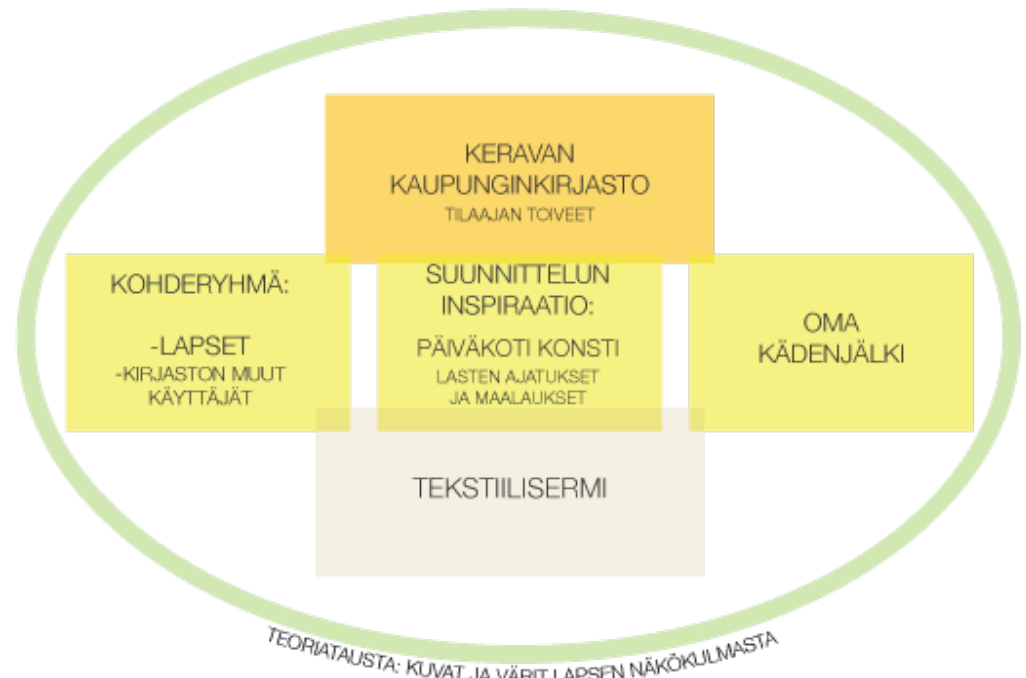 KERAVAN
KAUPUNGINKIRJASTO
TILAAJAN TOIVEET
KOHDERYHMÄ:
-LAPSET
-KIRJASTON MUUT
KÄYTTÄJÄT
SUUNNITTELUN
INSPIRAATIO:
PÄIVÄKOTI KONSTI
LASTEN AJATUKSET
JA MAALAUKSET
OMA
KÄDENJÄLKI
TEKSTIILISERMI
TEORIATAUSTA: KUVAT JA VÄRIT LAPSEN NÄKÖKULMASTA